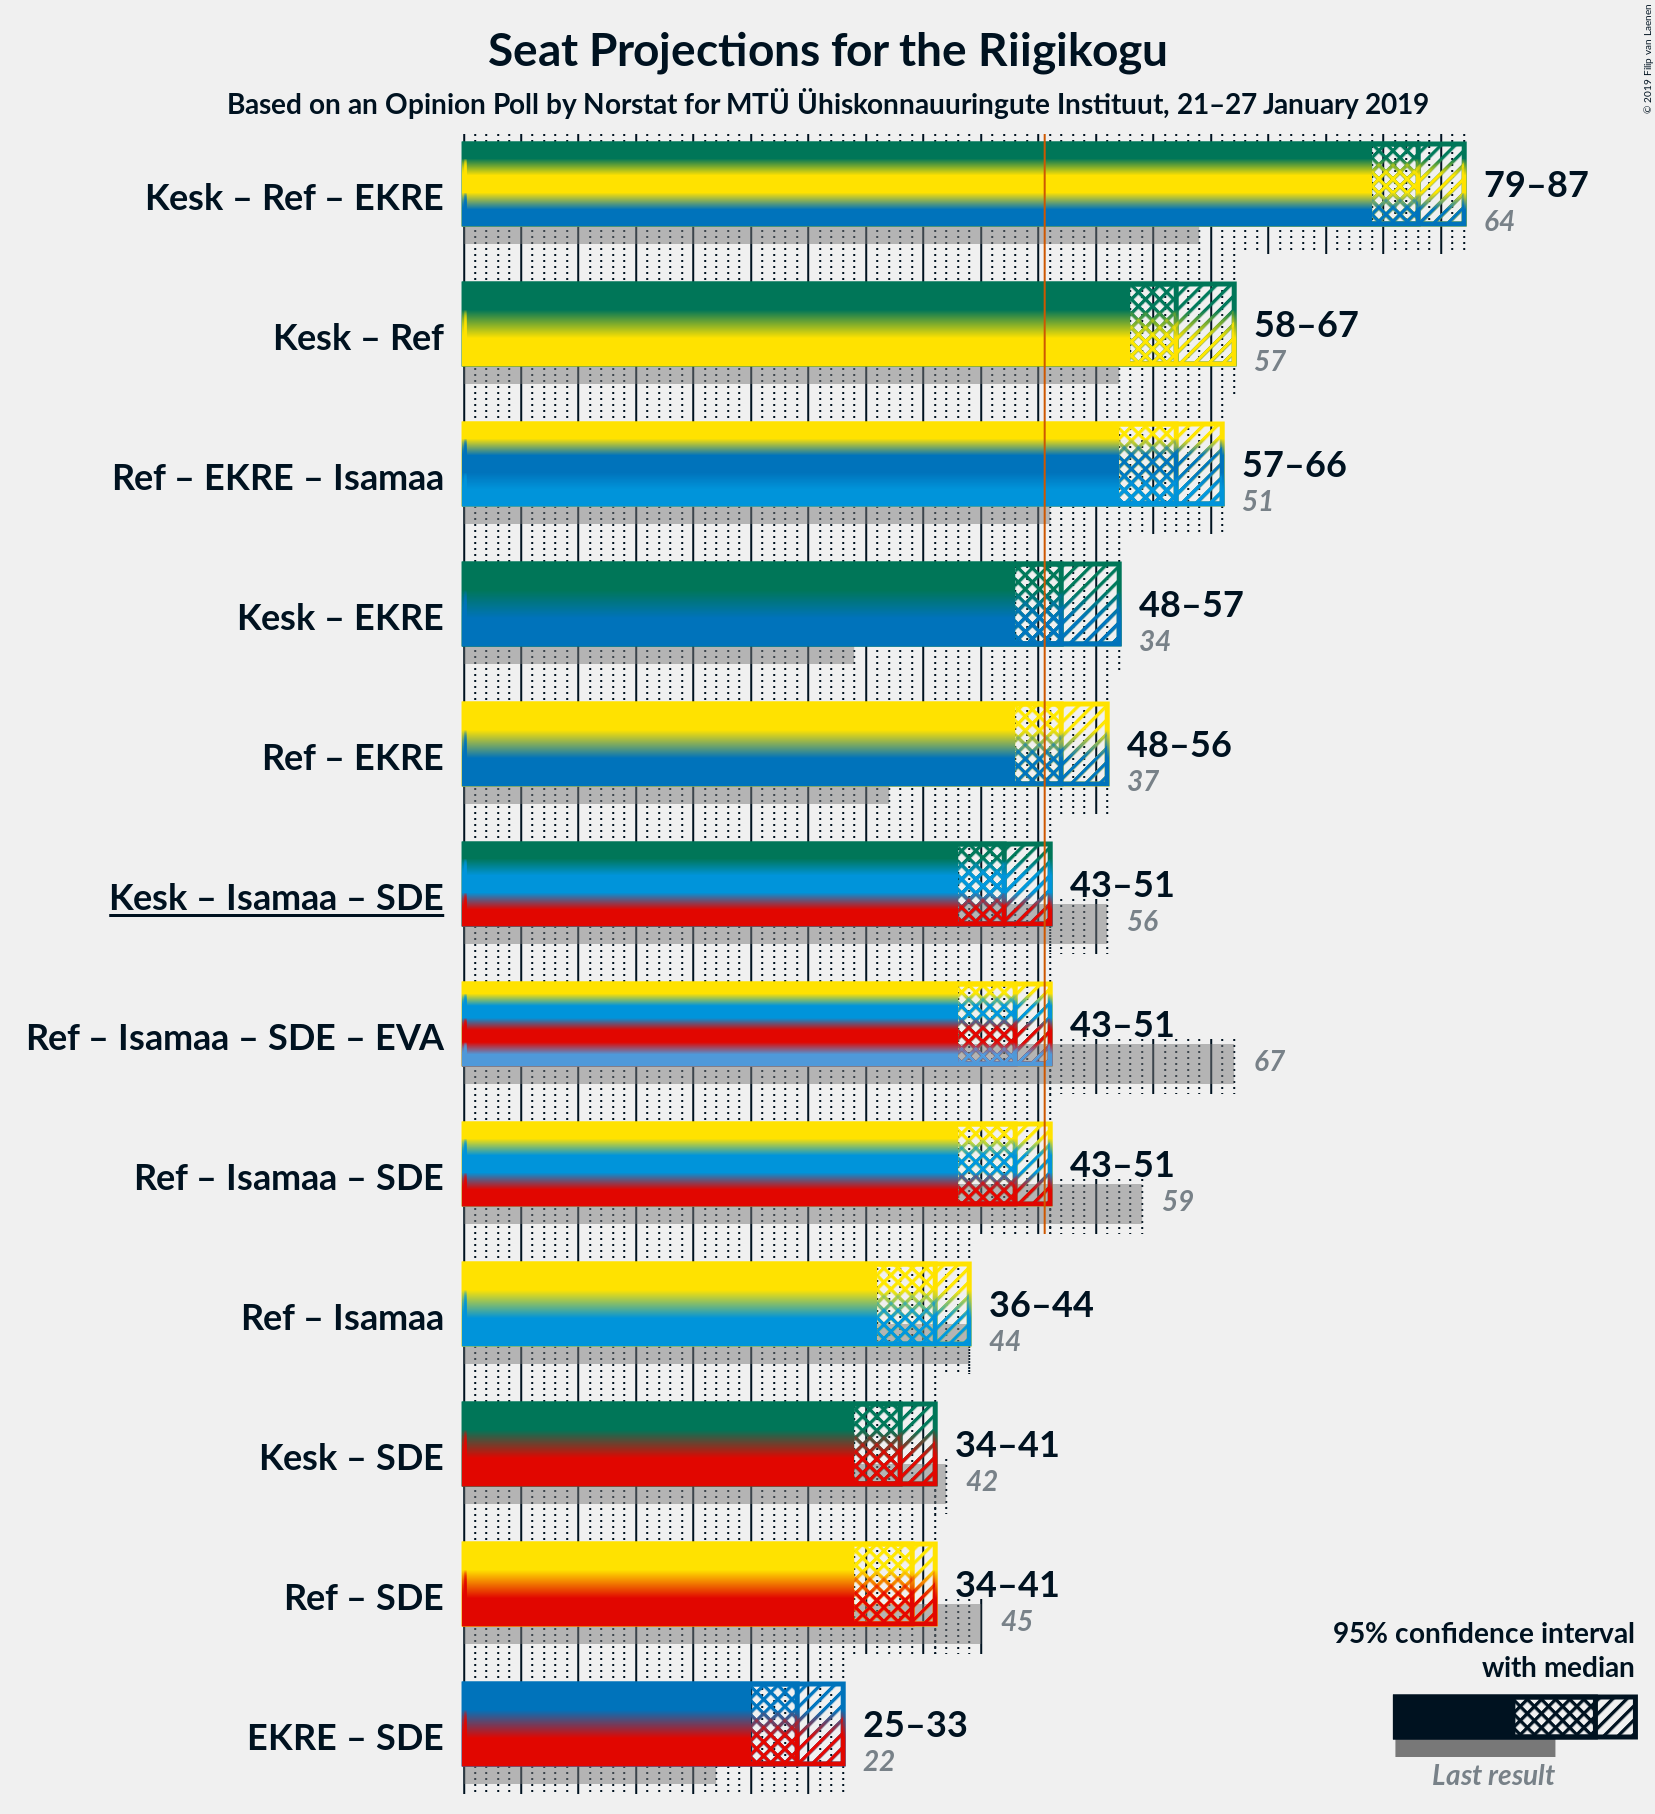 Seat Projections for the Riigikogu
Based on an Opinion Poll by Norstat for MTÜ Ühiskonnauuringute Instituut, 21–27 January 2019
© 2019 Filip van Laenen
Kesk – Ref – EKRE
79–87
64
Kesk – Ref
58–67
57
Ref – EKRE – Isamaa
57–66
51
Kesk – EKRE
48–57
34
Ref – EKRE
48–56
37
Kesk – Isamaa – SDE
43–51
56
Ref – Isamaa – SDE – EVA
43–51
67
Ref – Isamaa – SDE
43–51
59
Ref – Isamaa
36–44
44
Kesk – SDE
34–41
42
Ref – SDE
34–41
45
EKRE – SDE
25–33
22
95% confidence interval
with median
Last result